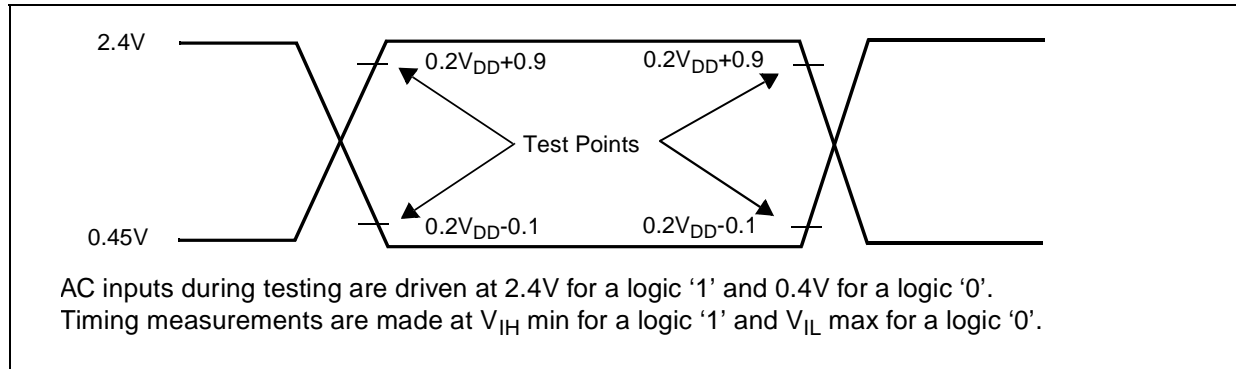 2.4V
0.2VDD+0.9 0.2VDD+0.9
Test Points
0.2VDD-0.1 0.2VDD-0.1
0.45V
AC inputs during testing are driven at 2.4V for a logic ‘1’ and 0.4V for a logic ‘0’.
Timing measurements are made at VIH min for a logic ‘1’ and VIL max for a logic ‘0’.